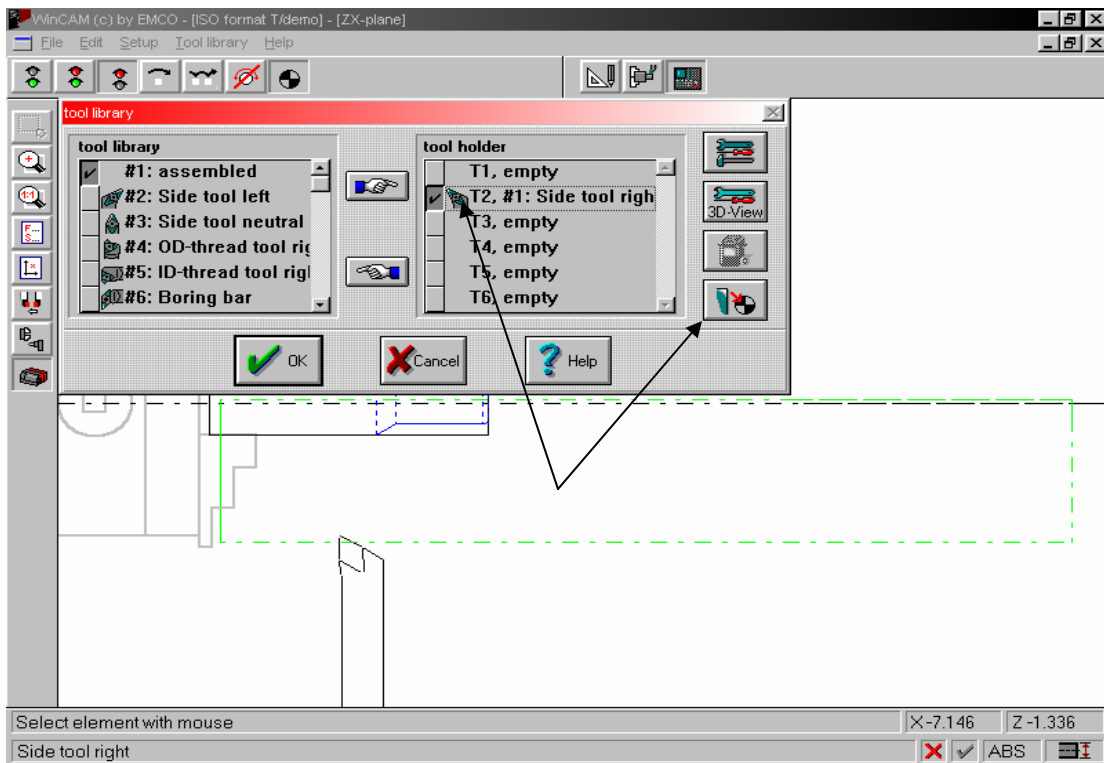 WinCAM (c) by EMCO - [ISO format T/demo] - [ZX-plane]
File Edit Setup Tool library Help
tool library
tool library
#1: assembled
#2: Side tool left
#3: Side tool neutral
#4: OD-thread tool rig
#5: ID-thread tool rigl
#6: Boring bar
tool holder
T1, empty
T2, #1: Side tool righ
T3, empty
T4, empty
T5, empty
T6, empty
3D-View
OK Cancel ? Help
1:1
F...
S...
Select element with mouse X -7.146 Z -1.336
Side tool right ABS